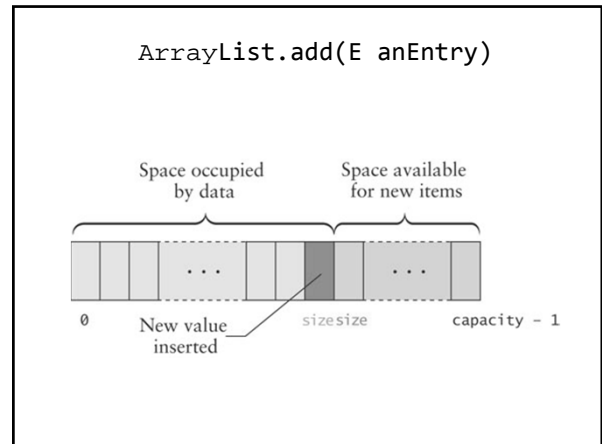 ArrayList.add(E anEntry)
Space occupied
by data
Space available
for new items
. . .
. . .
0
sizesize
capacity - 1
New value
inserted